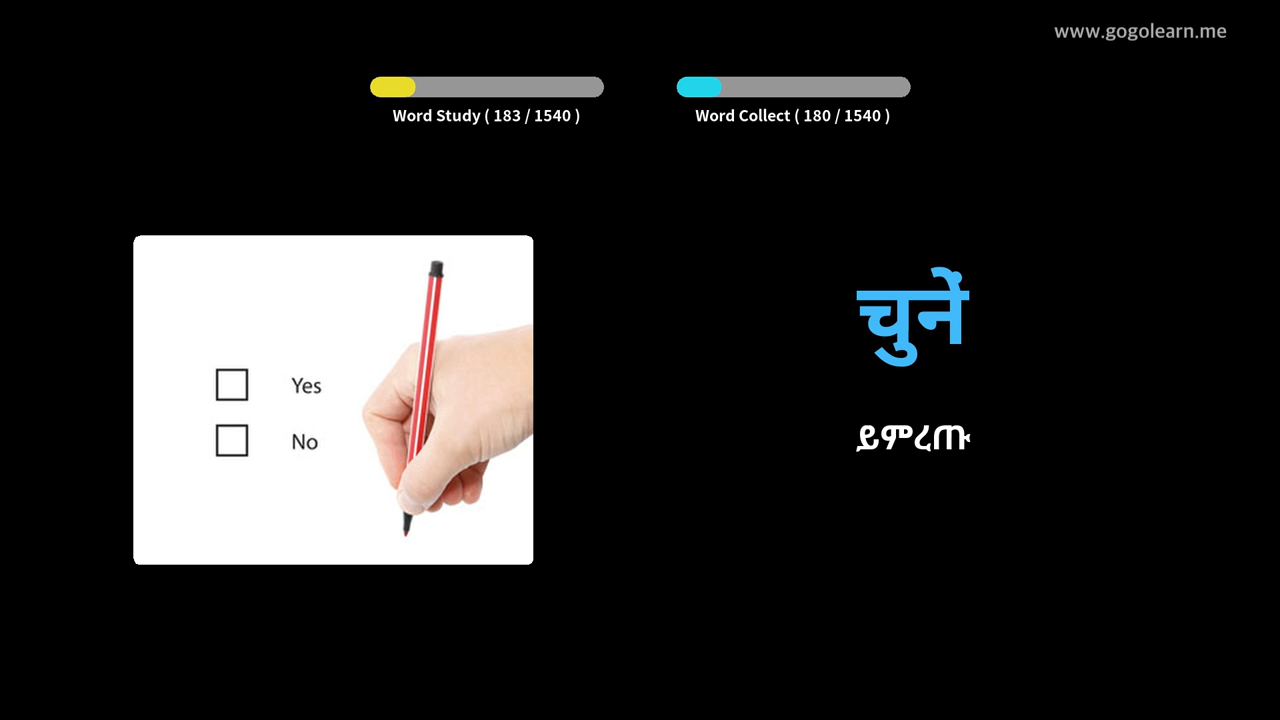 www.gogolearn.me
Word Study ( 183 / 1540 )
Word Collect ( 180 / 1540 )
Yes
No
चुनें
ይምረጡ